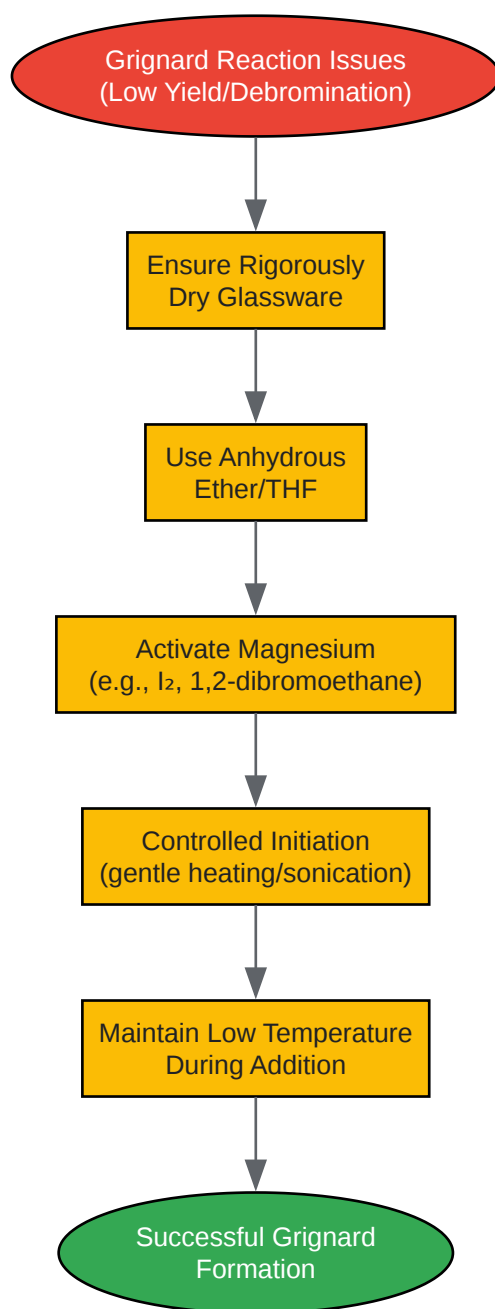 Grignard Reaction Issues
(Low Yield/Debromination)
Ensure Rigorously
Dry Glassware
Use Anhydrous
Ether/THF
Activate Magnesium
(e.g., I₂, 1,2-dibromoethane)
Controlled Initiation
(gentle heating/sonication)
Maintain Low Temperature
During Addition
Successful Grignard
Formation